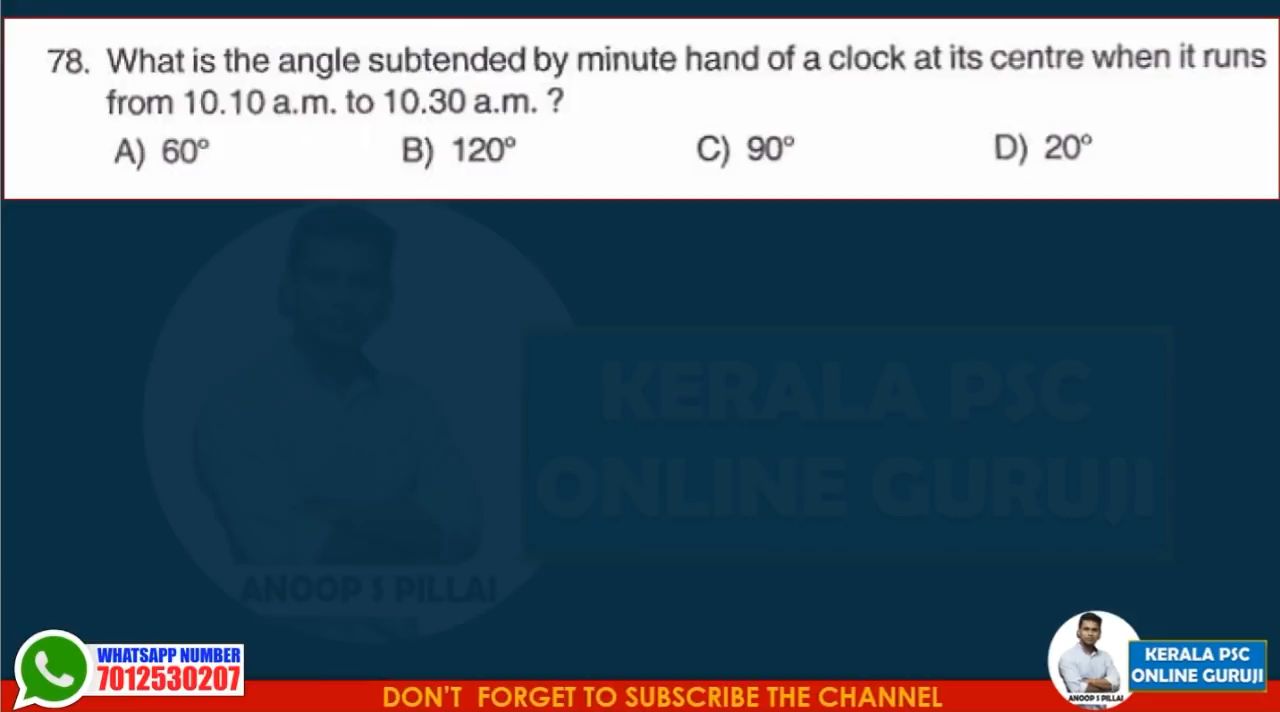 78. What is the angle subtended by minute hand of a clock at its centre when it runs
from 10.10 a.m. to 10.30 a.m. ?
A) 60° B) 120° C) 90° D) 20°
KERALA PSC
ONLINE GURUJI
ANOOP S PILLAI
WHATSAPP NUMBER
7012530207
DON'T FORGET TO SUBSCRIBE THE CHANNEL
ANOOP S PILLAI
KERALA PSC
ONLINE GURUJI